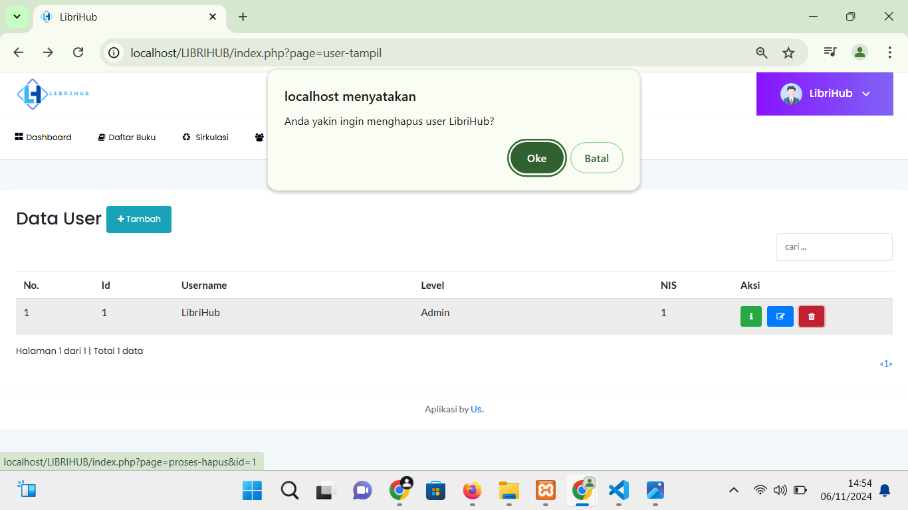 LibriHub
localhost/LIBRIHUB/index.php?page=user-tampil
localhost menyatakan
Anda yakin ingin menghapus user LibriHub?
Oke
Batal
LIBRIHUB
LibriHub
Dashboard
Daftar Buku
Sirkulasi
Data User
+ Tambah
cari ...
No. Id Username Level NIS Aksi
1 1 LibriHub Admin 1
Halaman 1 dari 1 | Total 1 data
«1»
Aplikasi by Us.
localhost/LIBRIHUB/index.php?page=proses-hapus&id=1
14:54
06/11/2024